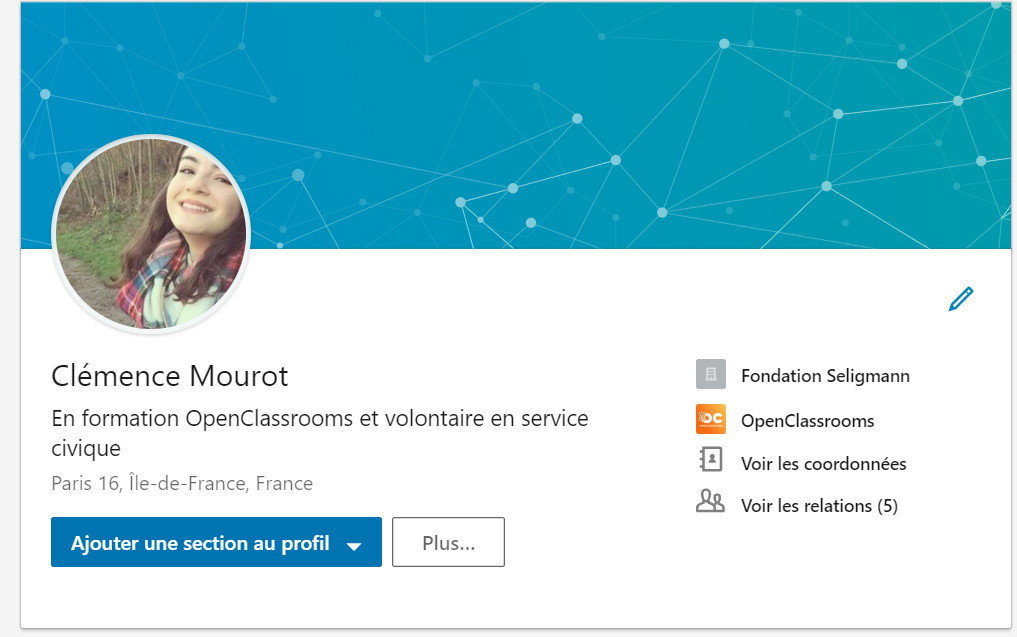 Clémence Mourot
En formation OpenClassrooms et volontaire en service
civique
Paris 16, Île-de-France, France
Ajouter une section au profil
Plus...
Fondation Seligmann
OC
OpenClassrooms
Voir les coordonnées
Voir les relations (5)